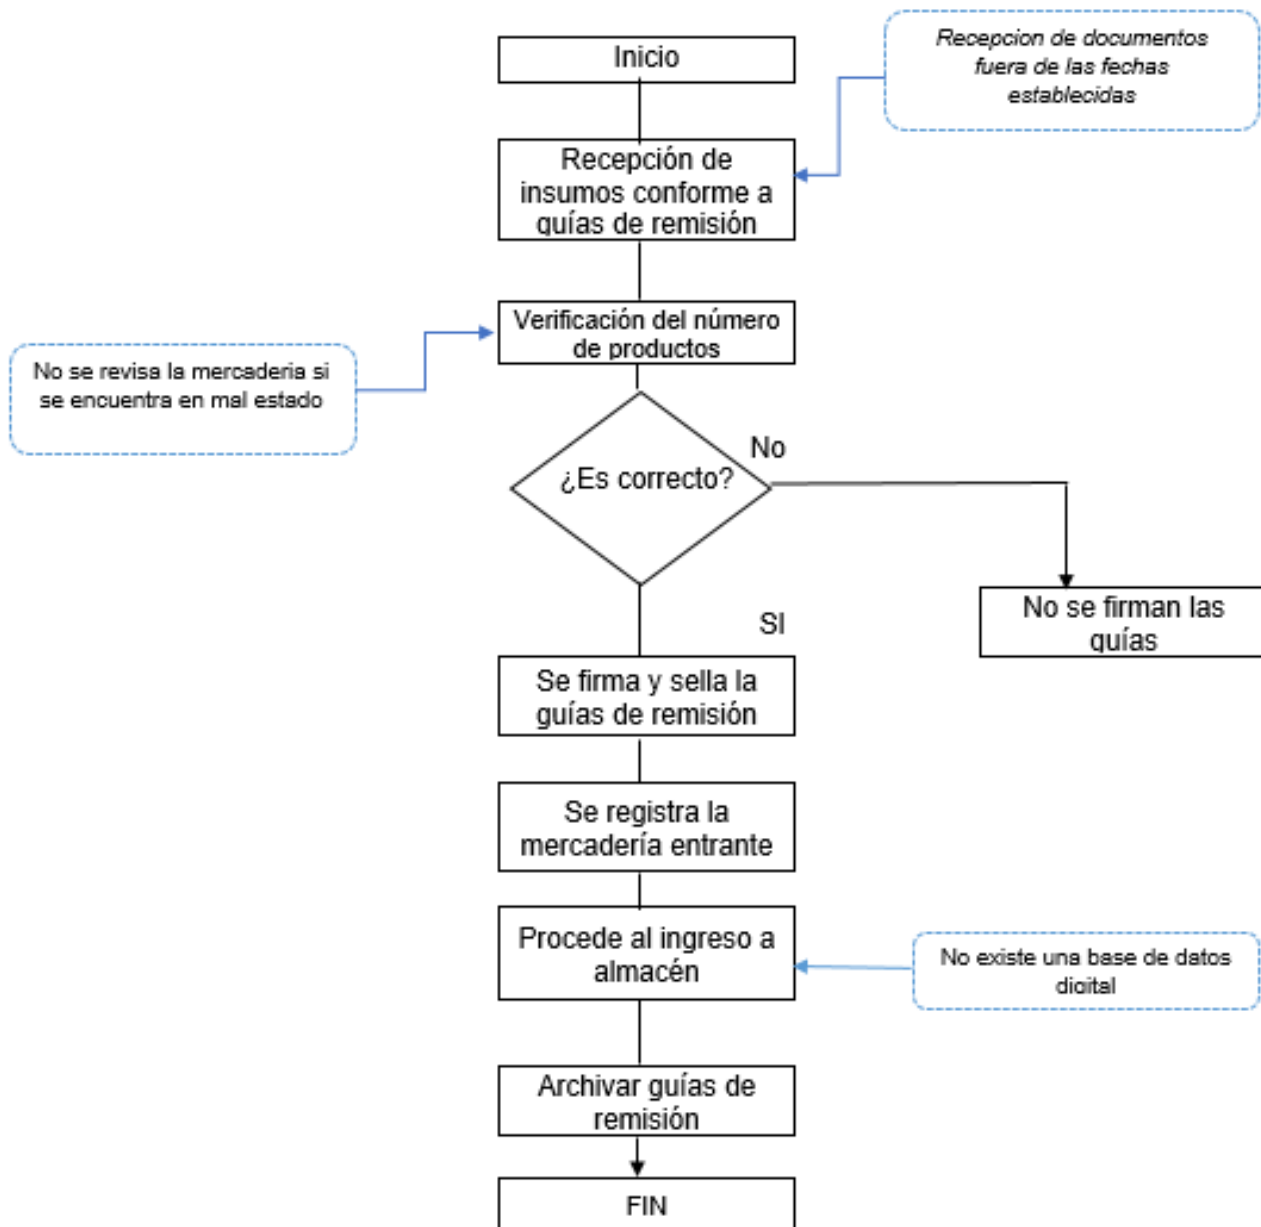 Inicio
Recepcion de documentos
fuera de las fechas
establecidas
Recepción de
insumos conforme a
guías de remisión
Verificación del número
de productos
No se revisa la mercaderia si
se encuentra en mal estado
¿Es correcto?
No
No se firman las
guías
SI
Se firma y sella la
guías de remisión
Se registra la
mercadería entrante
Procede al ingreso a
almacén
No existe una base de datos
digital
Archivar guías de
remisión
FIN